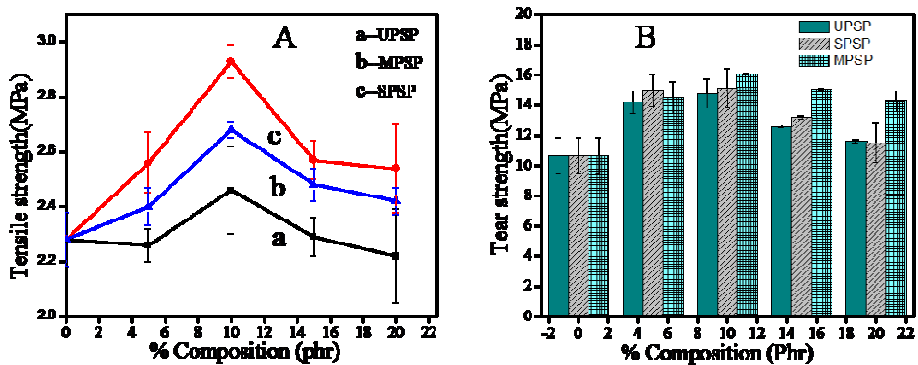 A
a–UPSP
b–MPSP
c–SPSP
3.0
2.8
2.6
2.4
2.2
2.0
Tensile strength(MPa)
c
b
a
0 2 4 6 8 10 12 14 16 18 20 22
% Composition (phr)
B
UPSP
SPSP
MPSP
20
18
16
14
12
10
8
6
4
2
0
Tear strength(MPa)
-2 0 2 4 6 8 10 12 14 16 18 20 22
% Composition (Phr)